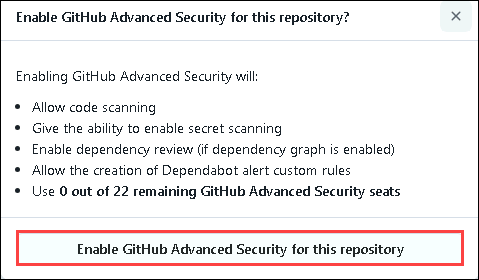 Enable GitHub Advanced Security for this repository?
Enabling GitHub Advanced Security will:
• Allow code scanning
• Give the ability to enable secret scanning
• Enable dependency review (if dependency graph is enabled)
• Allow the creation of Dependabot alert custom rules
• Use 0 out of 22 remaining GitHub Advanced Security seats
Enable GitHub Advanced Security for this repository